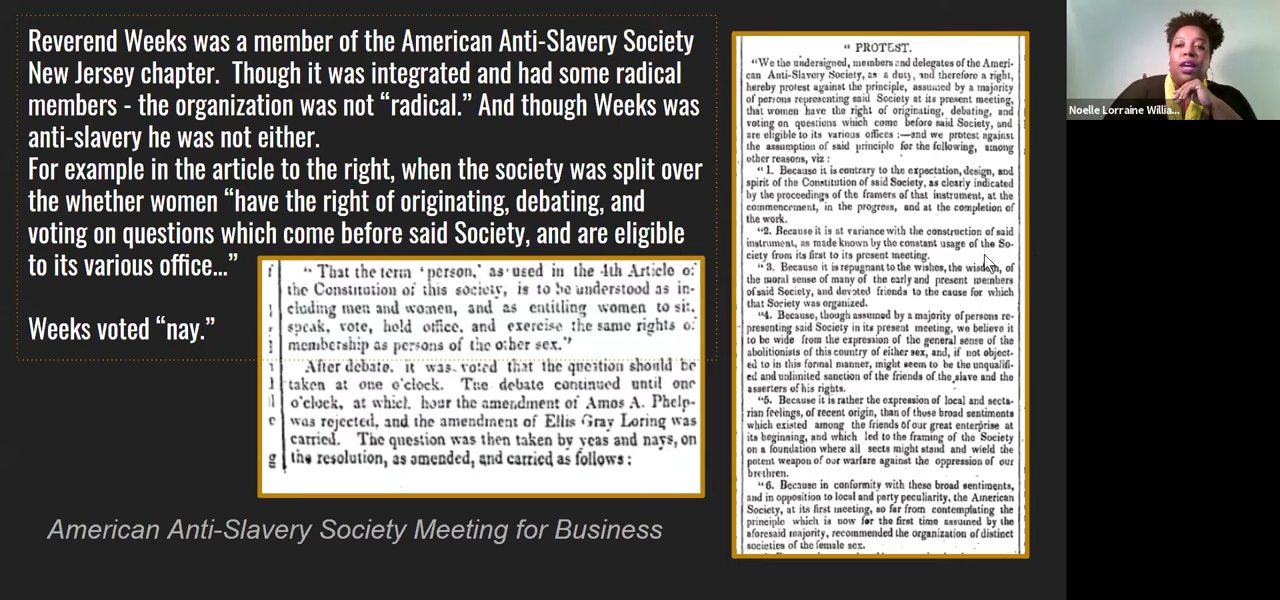 Reverend Weeks was a member of the American Anti-Slavery Society
New Jersey chapter. Though it was integrated and had some radical
members - the organization was not “radical.” And though Weeks was
anti-slavery he was not either.
For example in the article to the right, when the society was split over
the whether women “have the right of originating, debating, and
voting on questions which come before said Society, and are eligible
to its various office…”
Weeks voted “nay.”
“That the term ‘person,’ as used in the 4th Article of
the Constitution of this society, is to be understood as in-
cluding men and women, and as entitling women to sit,
speak, vote, hold office, and exercise the same rights of
membership as persons of the other sex.”
After debate, it was voted that the question should be
taken at one o'clock. The debate continued until one
o'clock, at which hour the amendment of Amos A. Phelp-
was rejected, and the amendment of Ellis Gray Loring was
carried. The question was then taken by yeas and nays, on
the resolution, as amended, and carried as follows:
American Anti-Slavery Society Meeting for Business
“ PROTEST.
“We the undersigned, members and delegates of the Ameri-
can Anti-Slavery Society, as a duty, and therefore a right,
hereby protest against the principle, assumed by a majority
of persons representing said Society at its present meeting,
that women have the right of originating, debating, and
voting on questions which come before said Society, and
are eligible to its various offices :—and we protest against
the assumption of said principle for the following, among
other reasons, viz :
“1. Because it is contrary to the expectation, design, and
spirit of the Constitution of said Society, as clearly indicated
by the proceedings of the framers of that instrument, at the
commencement, in the progress, and at the completion of
the work.
“2. Because it is at variance with the construction of said
instrument, as made known by the constant usage of the So-
ciety from its first to its present meeting.
“3. Because it is repugnant to the wishes, the wisdom, of
the moral sense of many of the early and present members
of said Society, and devoted friends to the cause for which
that Society was organized.
“4. Because, though assumed by a majority of persons re-
presenting said Society in its present meeting, we believe it
to be wide from the expression of the general sense of the
abolitionists of this country of either sex, and, if not object-
ed to in this formal manner, might seem to be the unqualifi-
ed and unlimited sanction of the friends of the slave and the
asserters of his rights.
“5. Because it is rather the expression of local and secta-
rian feelings, of recent origin, than of those broad sentiments
which existed among the friends of our great enterprise at
its beginning, and which led to the framing of the Society
on a foundation where all sects might stand and wield the
potent weapon of our warfare against the oppression of our
brethren.
“6. Because in conformity with these broad sentiments,
and in opposition to local and party peculiarity, the American
Society, at its first meeting, so far from contemplating the
principle which is now for the first time assumed by the
aforesaid majority, recommended the organization of distinct
societies of the female sex.
Noelle Lorraine Willia...